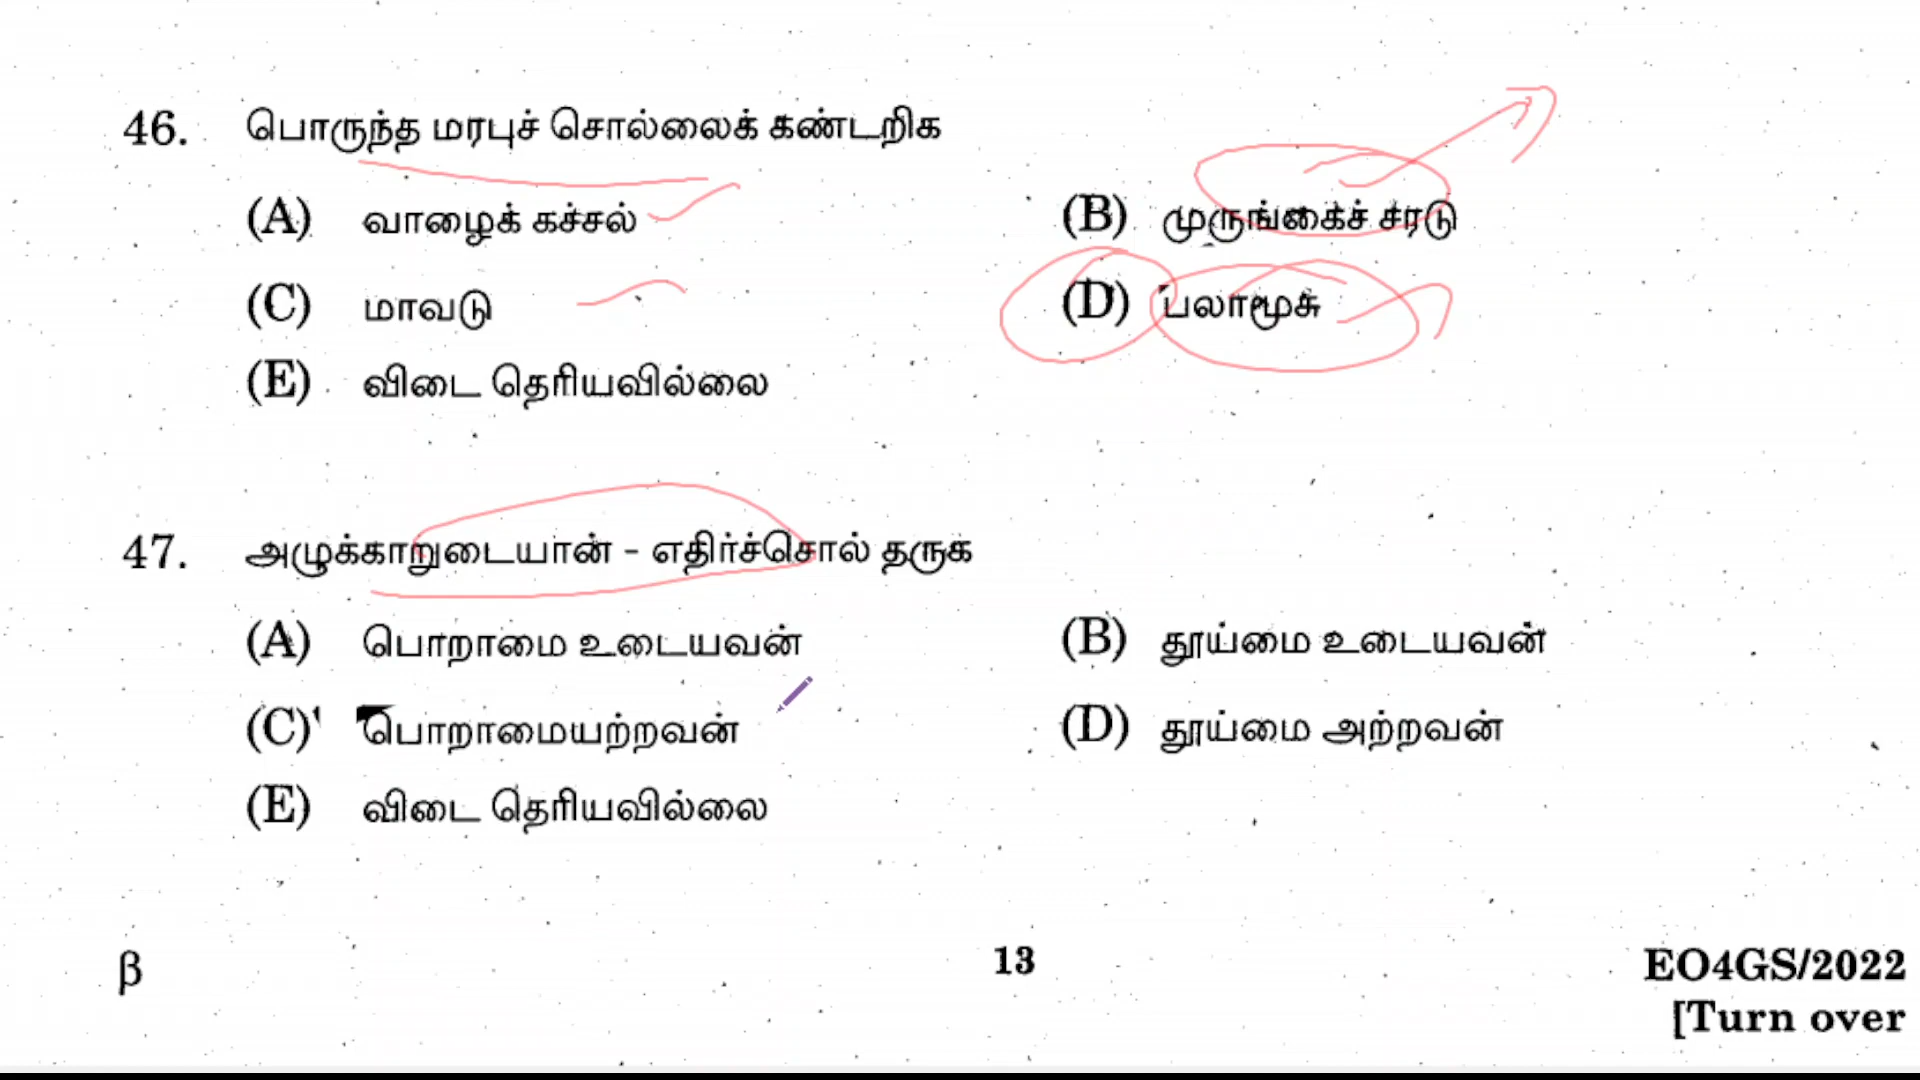 46. பொருந்த மரபுச் சொல்லைக் கண்டறிக
(A) வாழைக் கச்சல் (B) முருங்கைச் சரடு
(C) மாவடு (D) பலாமூசு
(E) விடை தெரியவில்லை
47. அழுக்காறுடையான் - எதிர்ச்சொல் தருக
(A) பொறாமை உடையவன் (B) தூய்மை உடையவன்
(C) பொறாமையற்றவன் (D) தூய்மை அற்றவன்
(E) விடை தெரியவில்லை
β 13 EO4GS/2022
[Turn over